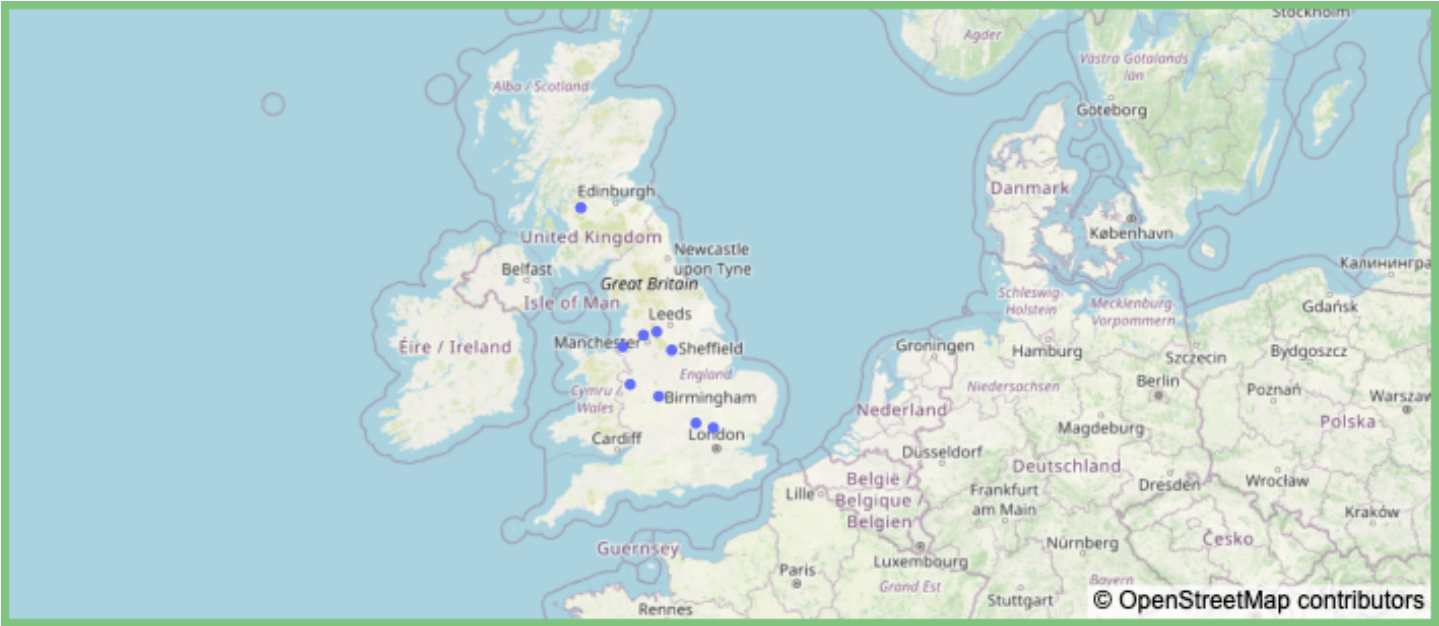 Stockholm
Agder
Västra Götalands
län
Alba / Scotland
Göteborg
Edinburgh
Danmark
København
United Kingdom
Newcastle
upon Tyne
Belfast
Great Britain
Isle of Man
Schleswig-
Holstein
Mecklenburg-
Vorpommern
Gdańsk
Leeds
Manchester
Sheffield
Éire / Ireland
Groningen
Hamburg
Szczecin
Bydgoszcz
England
Cymru /
Wales
Birmingham
Niedersachsen
Berlin
Poznań
Nederland
Polska
Cardiff
London
Magdeburg
Düsseldorf
Deutschland
België /
Belgique /
Belgien
Lille
Frankfurt
am Main
Dresden
Wrocław
Kraków
Guernsey
Nürnberg
Česko
Luxembourg
Paris
Grand Est
Bayern
Stuttgart
Rennes
© OpenStreetMap contributors